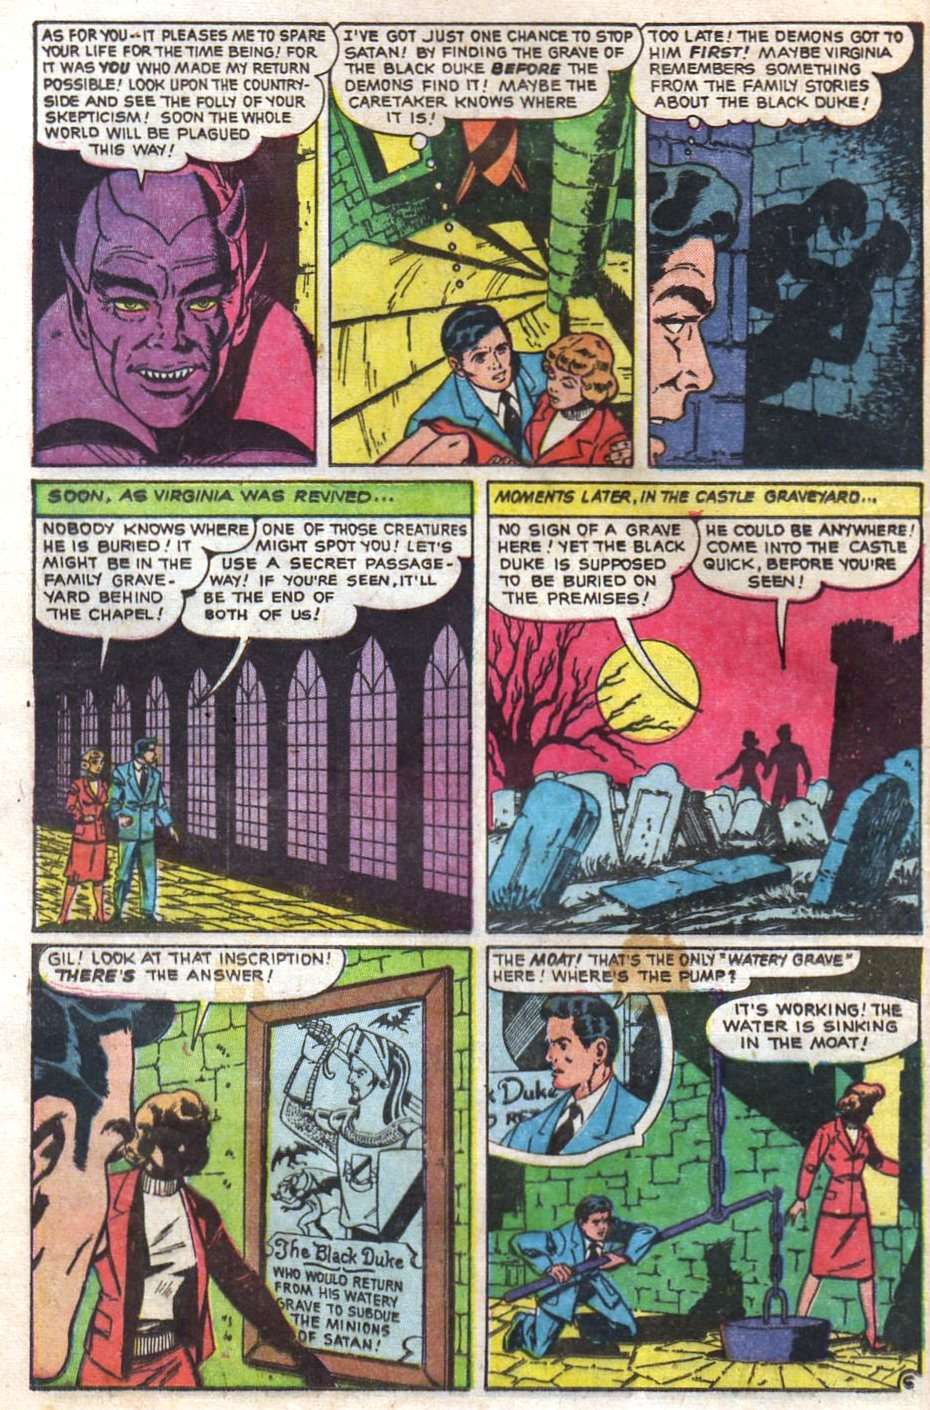 AS FOR YOU--IT PLEASES ME TO SPARE
YOUR LIFE FOR THE TIME BEING! FOR
IT WAS YOU WHO MADE MY RETURN
POSSIBLE! LOOK UPON THE COUNTRY-
SIDE AND SEE THE FOLLY OF YOUR
SKEPTICISM! SOON THE WHOLE
WORLD WILL BE PLAGUED
THIS WAY!
I'VE GOT JUST ONE CHANCE TO STOP
SATAN! BY FINDING THE GRAVE OF
THE BLACK DUKE BEFORE THE
DEMONS FIND IT! MAYBE THE
CARETAKER KNOWS WHERE
IT IS!
TOO LATE! THE DEMONS GOT TO
HIM FIRST! MAYBE VIRGINIA
REMEMBERS SOMETHING
FROM THE FAMILY STORIES
ABOUT THE BLACK DUKE!
SOON, AS VIRGINIA WAS REVIVED...
NOBODY KNOWS WHERE
HE IS BURIED! IT
MIGHT BE IN THE
FAMILY GRAVE-
YARD BEHIND
THE CHAPEL!
ONE OF THOSE CREATURES
MIGHT SPOT YOU! LET'S
USE A SECRET PASSAGE-
WAY! IF YOU'RE SEEN, IT'LL
BE THE END OF
BOTH OF US!
MOMENTS LATER, IN THE CASTLE GRAVEYARD...
NO SIGN OF A GRAVE
HERE! YET THE BLACK
DUKE IS SUPPOSED
TO BE BURIED ON
THE PREMISES!
HE COULD BE ANYWHERE!
COME INTO THE CASTLE
QUICK, BEFORE YOU'RE
SEEN!
GIL! LOOK AT THAT INSCRIPTION!
THERE'S THE ANSWER!
The Black Duke
WHO WOULD RETURN
FROM HIS WATERY
GRAVE TO SUBDUE
THE MINIONS
OF SATAN!
THE MOAT! THAT'S THE ONLY "WATERY GRAVE"
HERE! WHERE'S THE PUMP?
k Duke
O RET
IT'S WORKING! THE
WATER IS SINKING
IN THE MOAT!
6